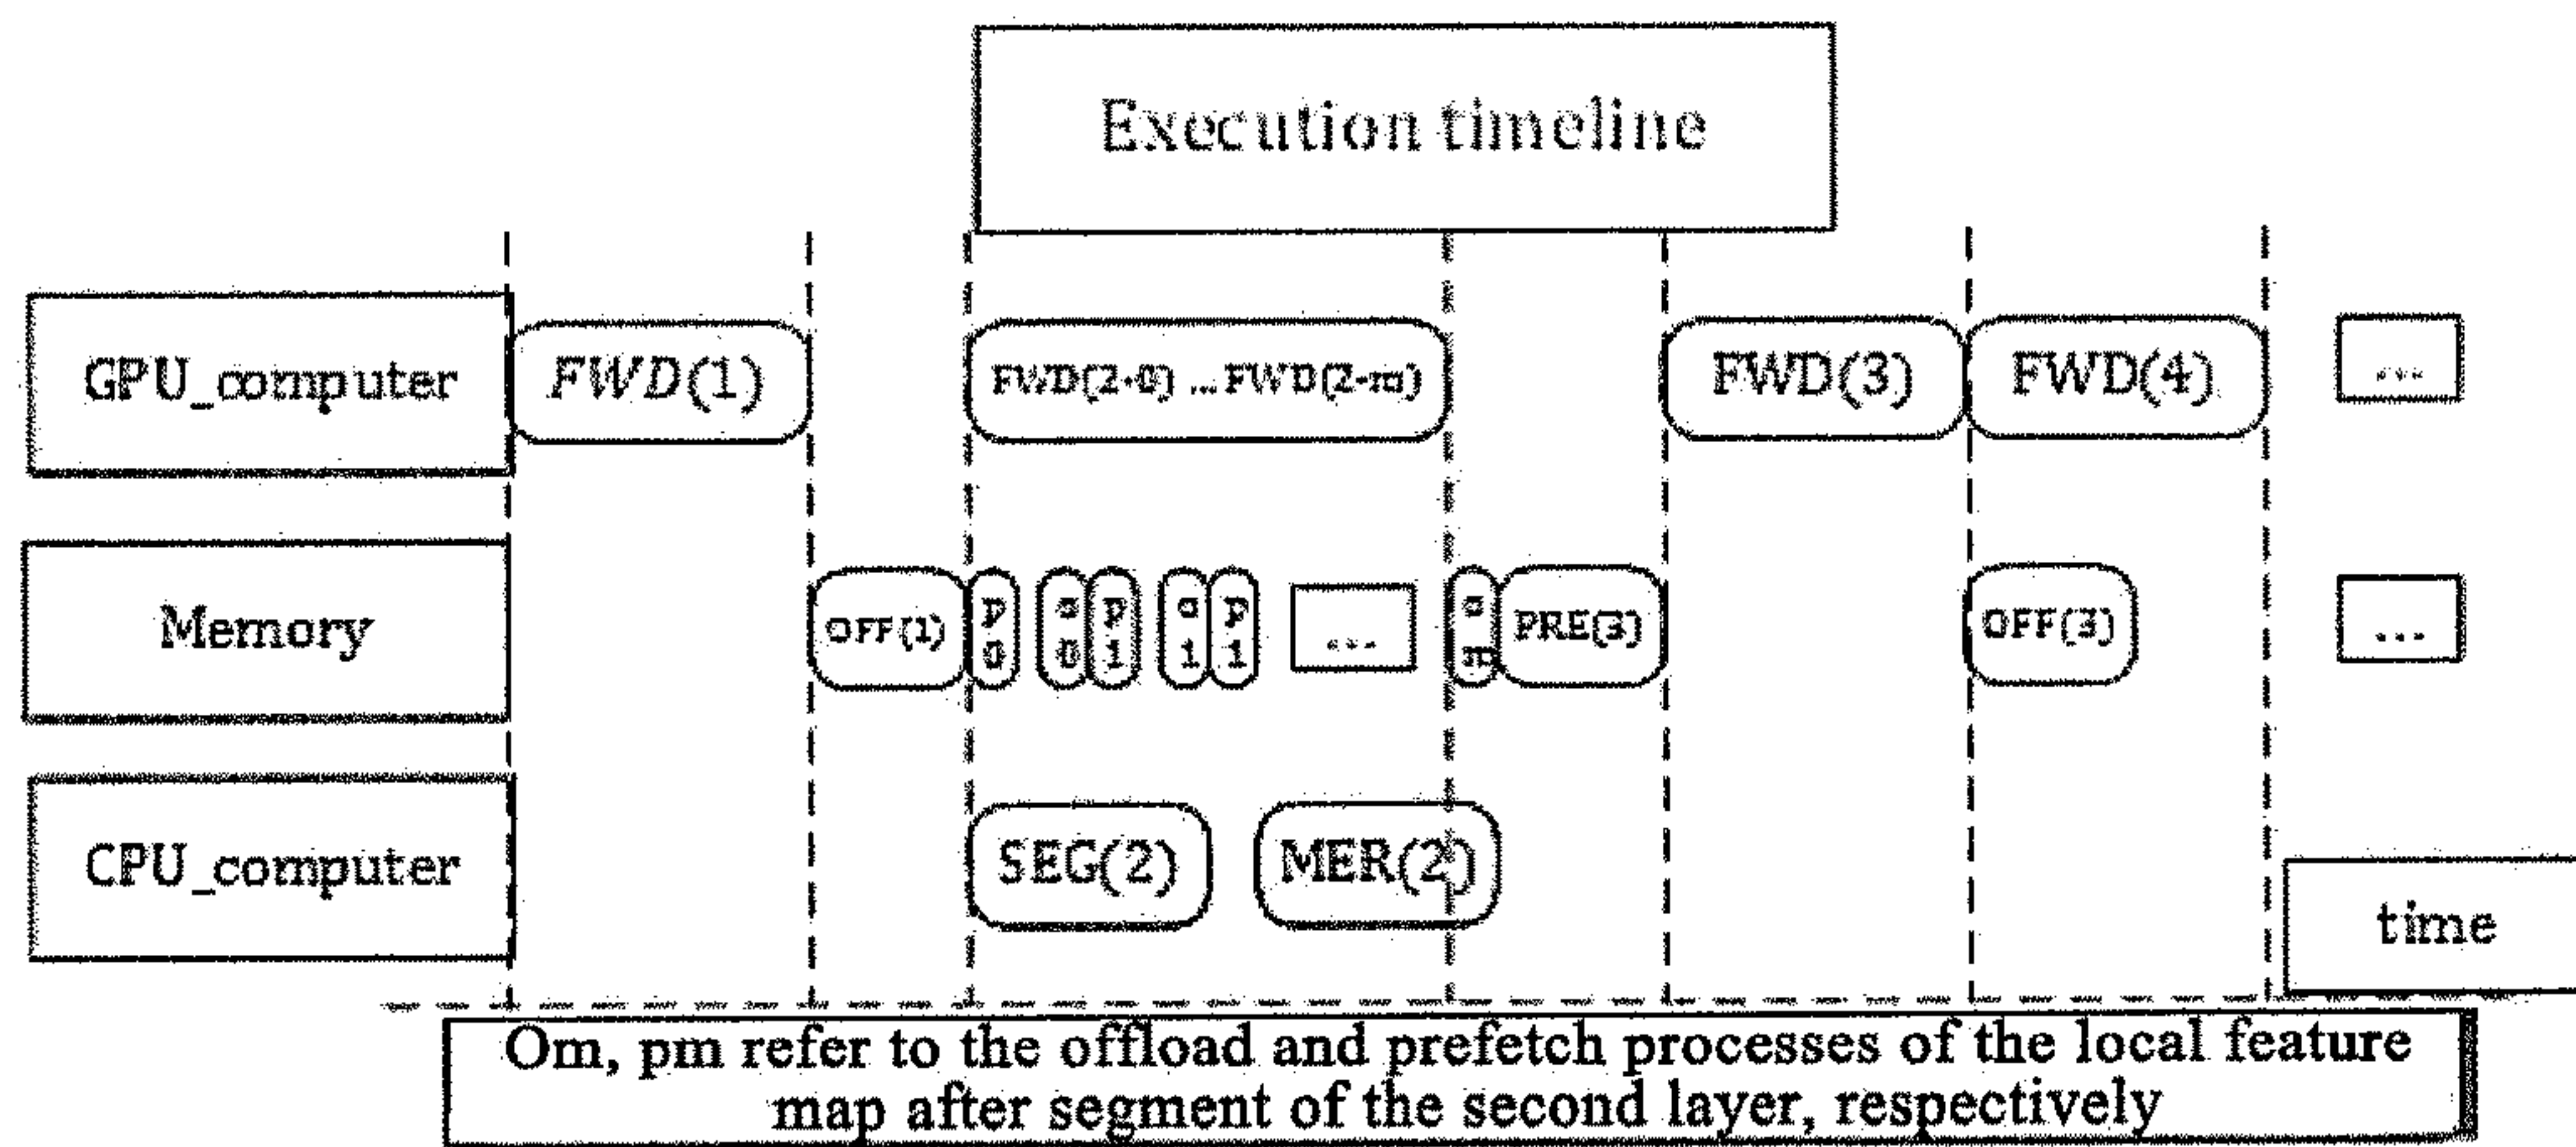 Execution timeline
GPU_computer
FWD(1)
FWD(2-0) ... FWD(2-m)
FWD(3)
FWD(4)
...
Memory
OFF(1)
p
0
o
0
p
1
o
1
p
1
...
o
m
PRE(3)
OFF(3)
...
CPU_computer
SEG(2)
MER(2)
time
Om, pm refer to the offload and prefetch processes of the local feature
map after segment of the second layer, respectively